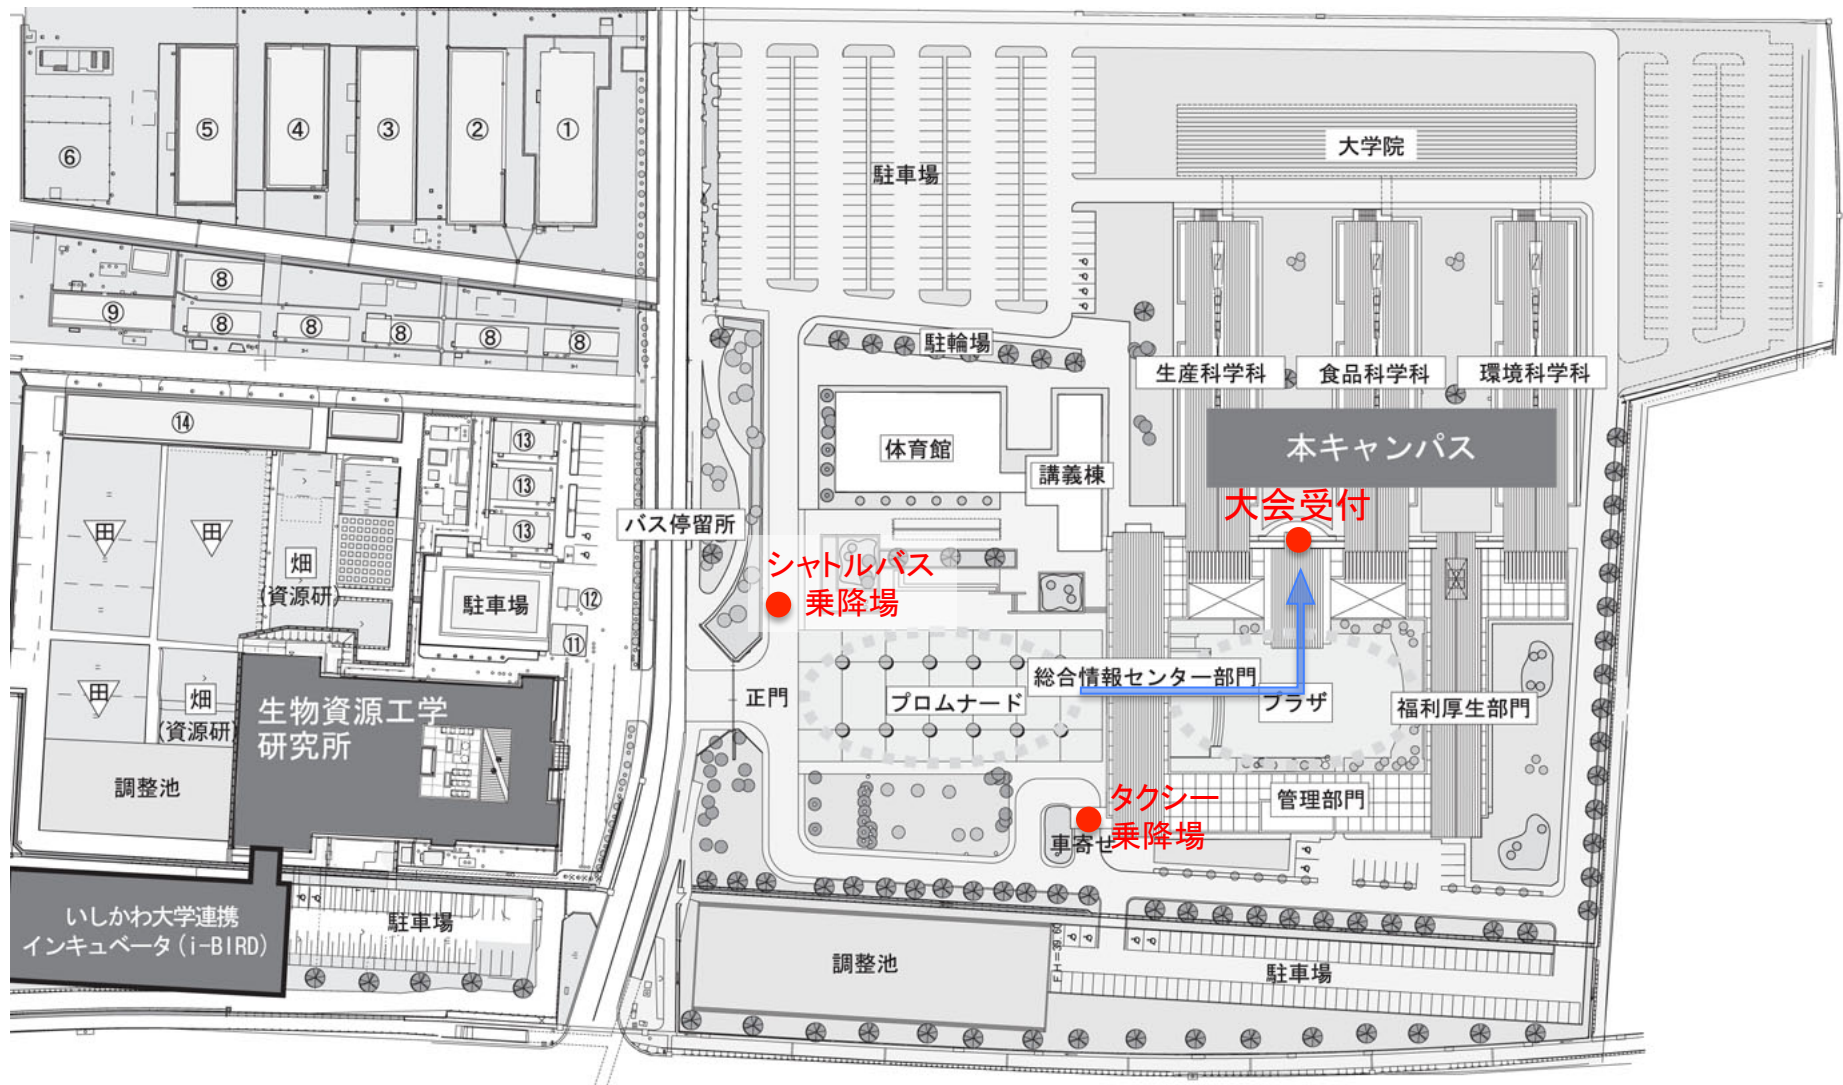 ⑤
④
③
②
①
⑥
駐車場
大学院
⑧
⑨
⑧
⑧
⑧
⑧
⑧
駐輪場
生産科学科
食品科学科
環境科学科
⑭
⑬
⑬
⑬
体育館
講義棟
本キャンパス
大会受付
バス停留所
シャトルバス
乗降場
田
田
畑
(資源研)
駐車場
⑫
⑪
田
畑
(資源研)
生物資源工学
研究所
正門
プロムナード
総合情報センター部門
プラザ
福利厚生部門
調整池
管理部門
タクシー
乗降場
車寄せ
いしかわ大学連携
インキュベータ(i-BIRD)
駐車場
調整池
FH=39.60
駐車場